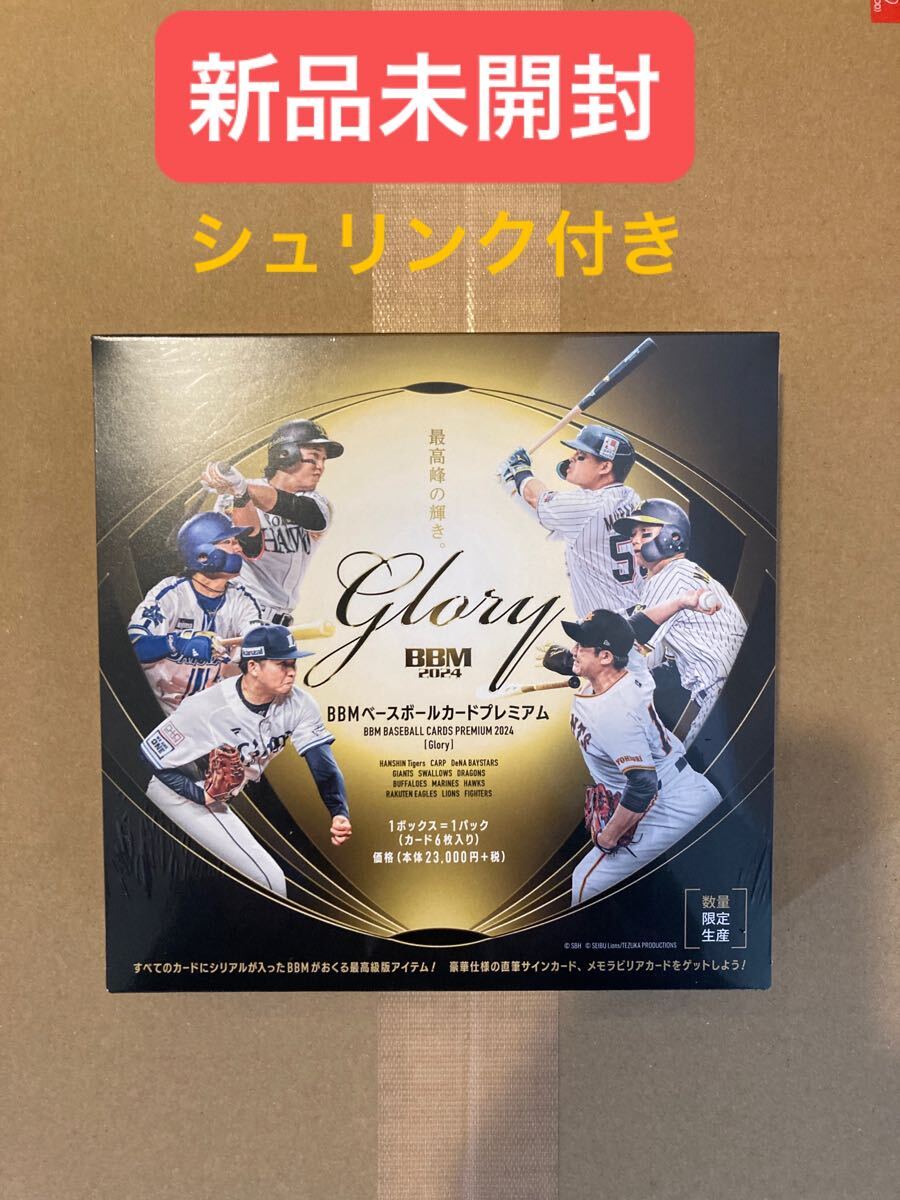 新品未開封
シュリンク付き
最高峰の輝き。
Glory
BBM
2024
BBMベースボールカードプレミアム
BBM BASEBALL CARDS PREMIUM 2024
[Glory]
HANSHIN Tigers CARP DeNA BAYSTARS
GIANTS SWALLOWS DRAGONS
BUFFALOES MARINES HAWKS
RAKUTEN EAGLES LIONS FIGHTERS
1ボックス=1パック
(カード6枚入り)
価格(本体23,000円+税)
数量
限定
生産
© SBH © SEIBU Lions/TEZUKA PRODUCTIONS
すべてのカードにシリアルが入ったBBMがおくる最高級版アイテム! 豪華仕様の直筆サインカード、メモラビリアカードをゲットしよう!